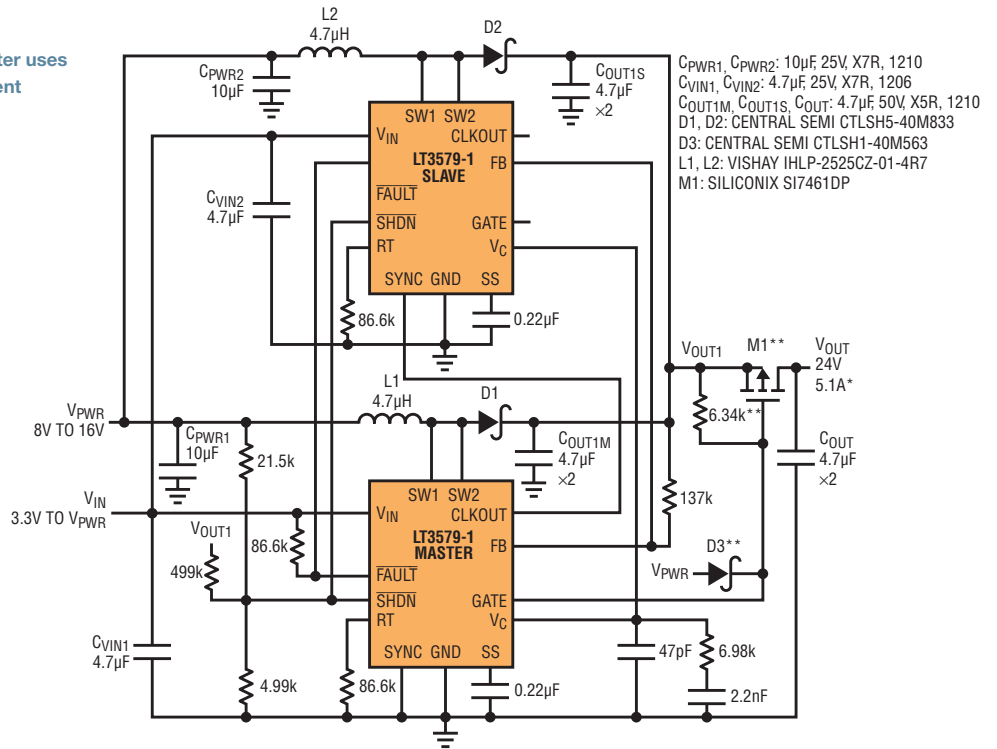 ter uses
ent
L2
4.7µH
D2
CPWR2
10µF
COUT1S
4.7µF
×2
CPWR1, CPWR2: 10µF, 25V, X7R, 1210
CVIN1, CVIN2: 4.7µF, 25V, X7R, 1206
COUT1M, COUT1S, COUT: 4.7µF, 50V, X5R, 1210
D1, D2: CENTRAL SEMI CTLSH5-40M833
D3: CENTRAL SEMI CTLSH1-40M563
L1, L2: VISHAY IHLP-2525CZ-01-4R7
M1: SILICONIX SI7461DP
SW1 SW2
VIN CLKOUT
LT3579-1
SLAVE
FB
FAULT
SHDN GATE
RT VC
SYNC GND SS
CVIN2
4.7µF
86.6k
0.22µF
VOUT1
M1**
VOUT
24V
5.1A*
6.34k**
COUT
4.7µF
×2
L1
4.7µH
D1
VPWR
8V TO 16V
CPWR1
10µF
21.5k
COUT1M
4.7µF
×2
137k
VIN
3.3V TO VPWR
VOUT1
499k
86.6k
SW1 SW2
VIN CLKOUT
LT3579-1
MASTER
FB
FAULT
SHDN GATE
RT VC
SYNC GND SS
D3**
VPWR
CVIN1
4.7µF
4.99k
86.6k
0.22µF
47pF
6.98k
2.2nF